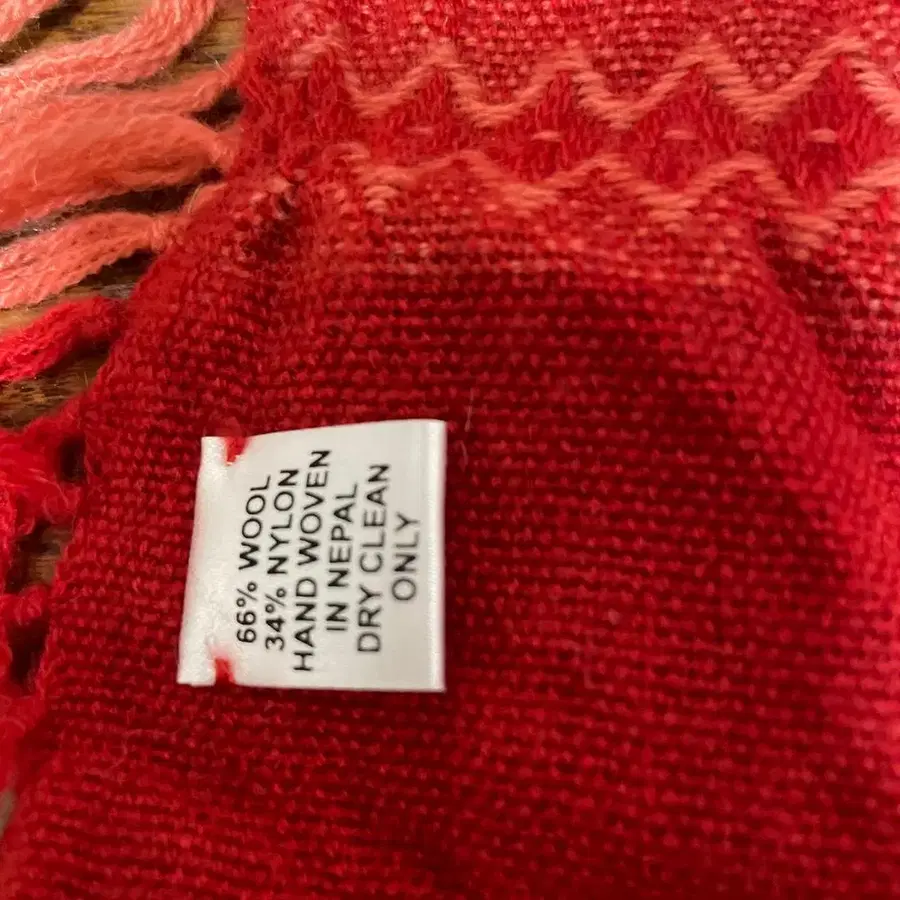 66% WOOL
34% NYLON
HAND WOVEN
IN NEPAL
DRY CLEAN
ONLY